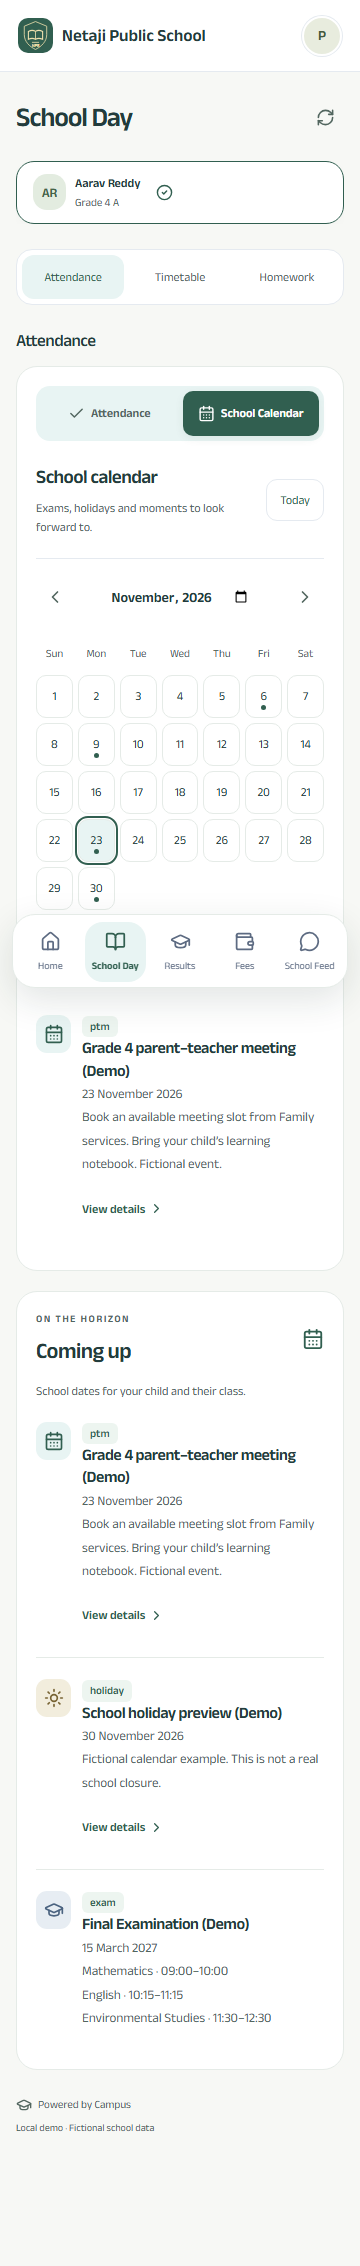 Netaji Public School
P
School Day
AR
Aarav Reddy
Grade 4 A
Attendance
Timetable
Homework
Attendance
Attendance
School Calendar
School calendar
Exams, holidays and moments to look
forward to.
Today
November, 2026
Sun Mon Tue Wed Thu Fri Sat
1 2 3 4 5 6 7
8 9 10 11 12 13 14
15 16 17 18 19 20 21
22 23 24 25 26 27 28
29 30
Home
School Day
Results
Fees
School Feed
ptm
Grade 4 parent–teacher meeting
(Demo)
23 November 2026
Book an available meeting slot from Family
services. Bring your child’s learning
notebook. Fictional event.
View details
ON THE HORIZON
Coming up
School dates for your child and their class.
ptm
Grade 4 parent–teacher meeting
(Demo)
23 November 2026
Book an available meeting slot from Family
services. Bring your child’s learning
notebook. Fictional event.
View details
holiday
School holiday preview (Demo)
30 November 2026
Fictional calendar example. This is not a real
school closure.
View details
exam
Final Examination (Demo)
15 March 2027
Mathematics · 09:00–10:00
English · 10:15–11:15
Environmental Studies · 11:30–12:30
Powered by Campus
Local demo · Fictional school data